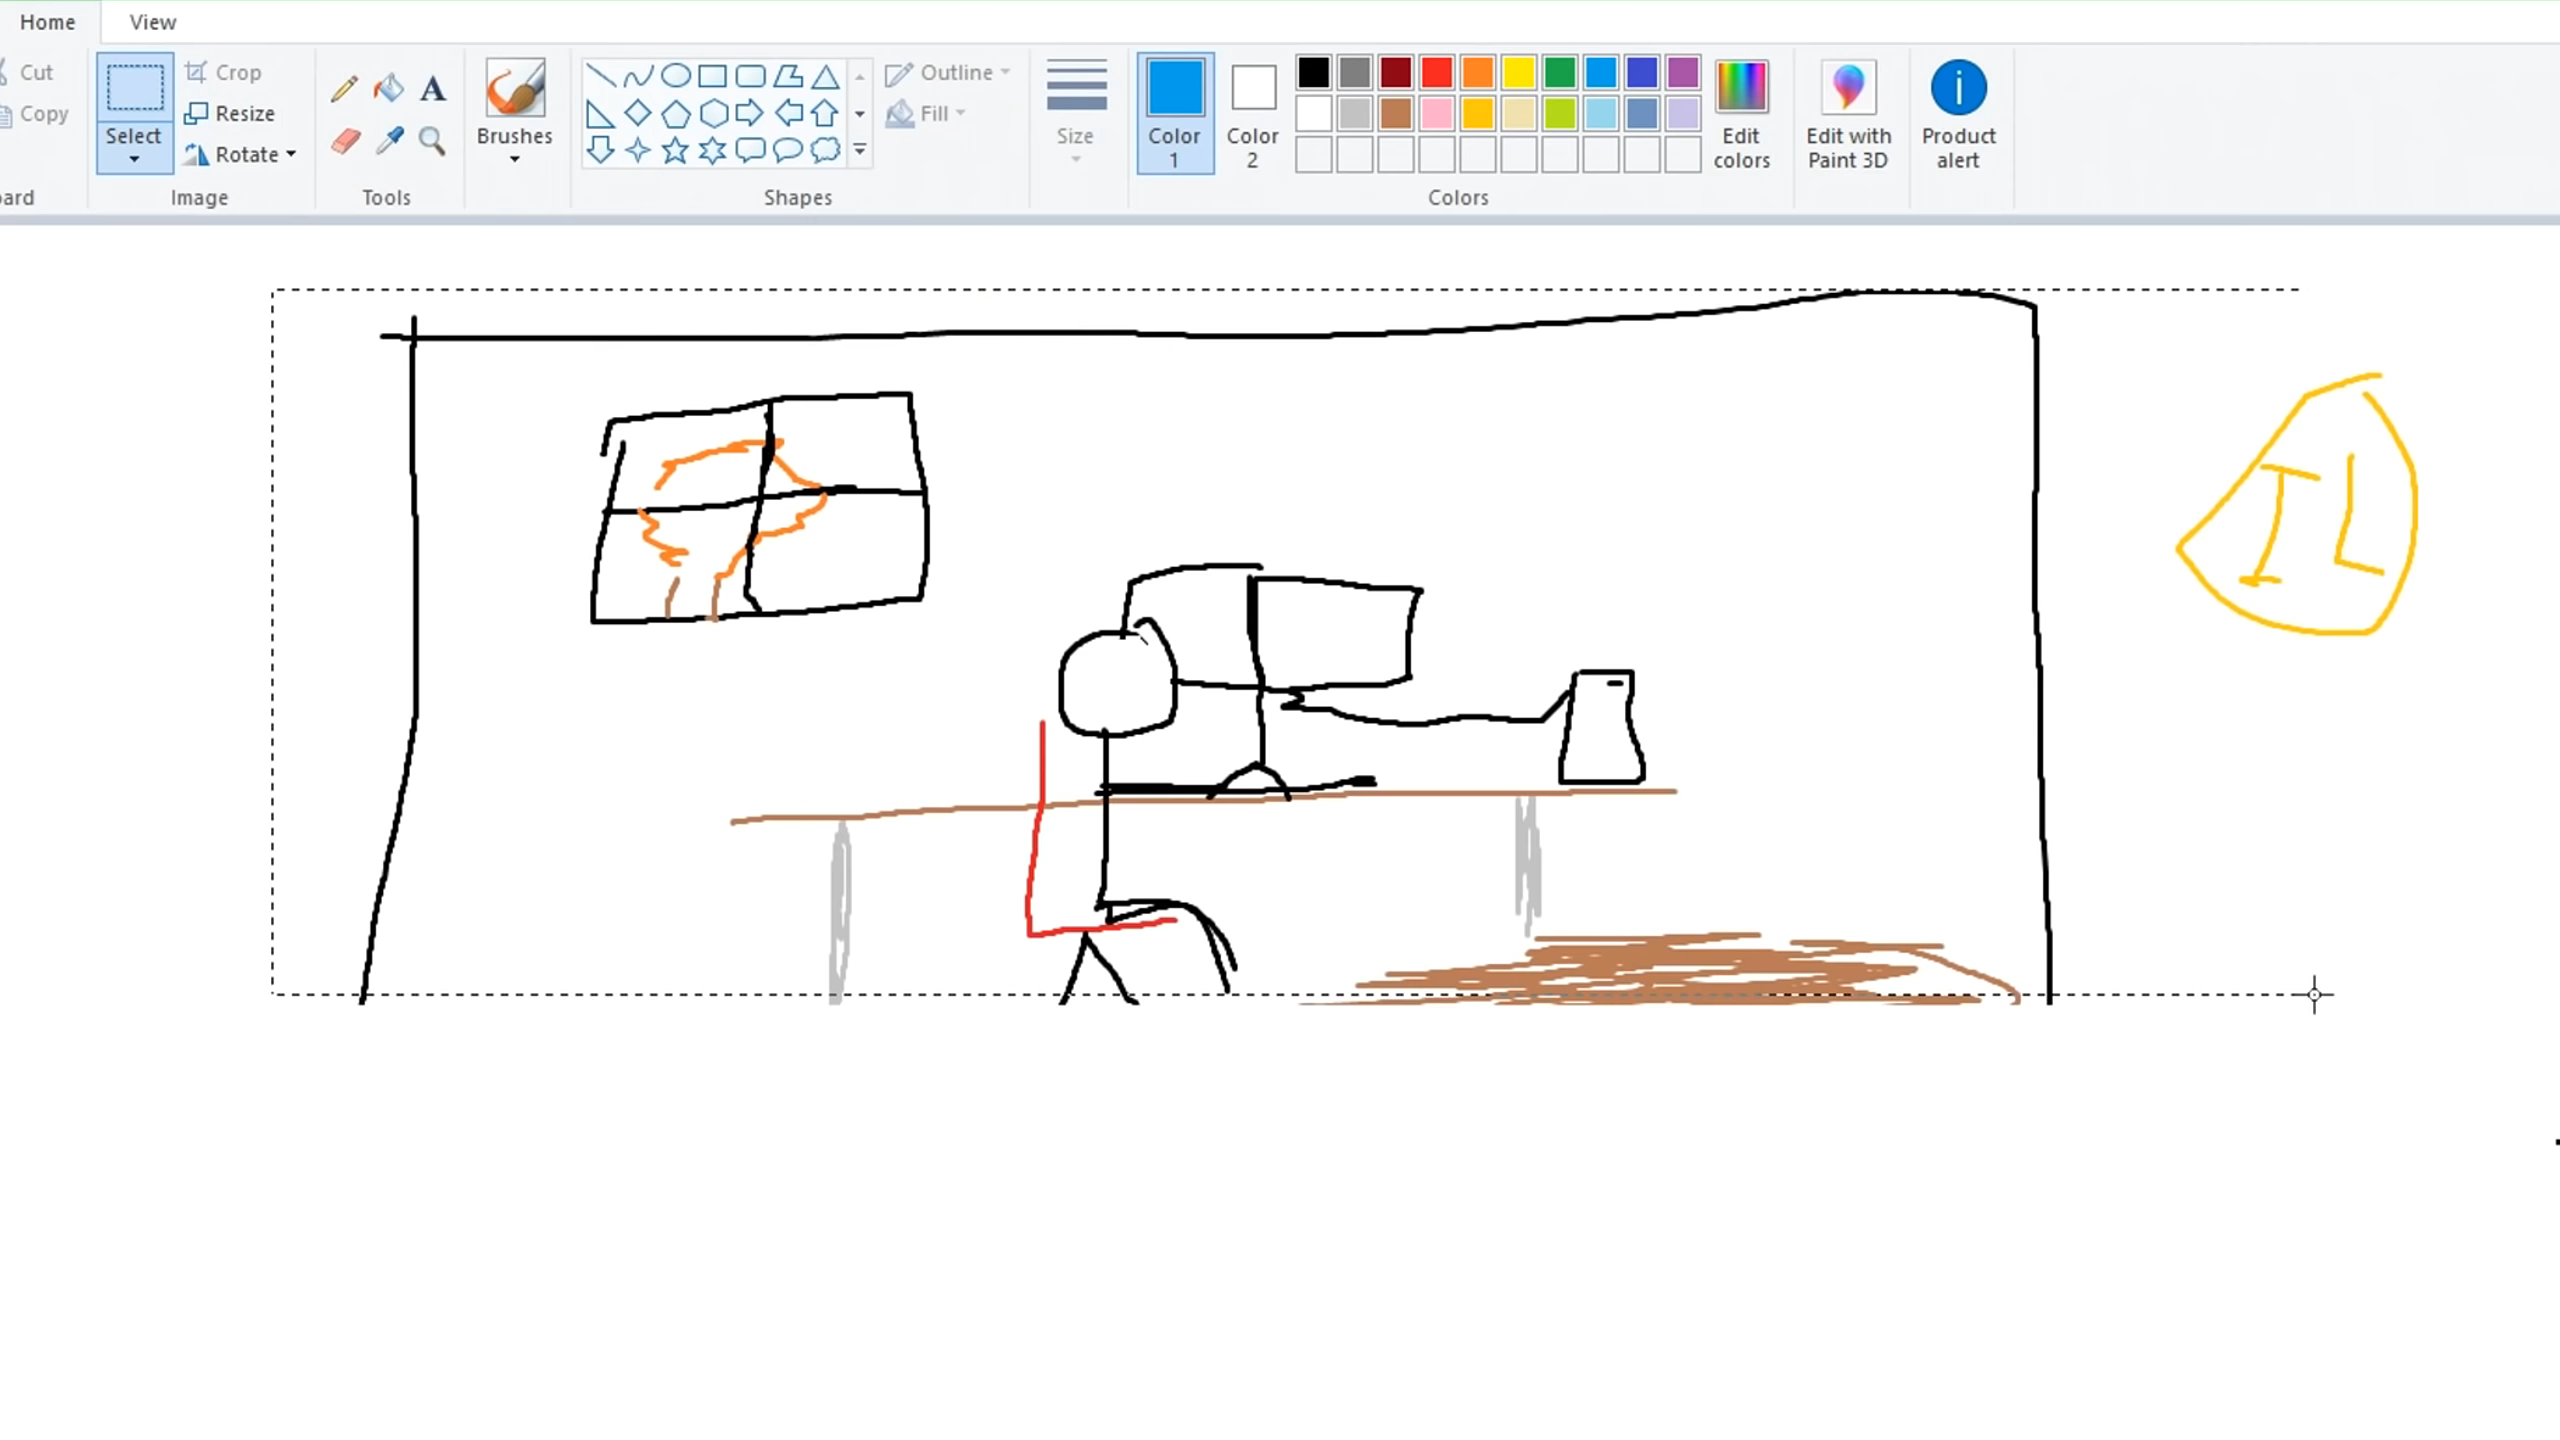 Home View
Cut
Copy
ard
Select
Crop
Resize
Rotate
Image
Tools
Brushes
Shapes
Outline
Fill
Size
Color 1
Color 2
Colors
Edit colors
Edit with Paint 3D
Product alert
IL